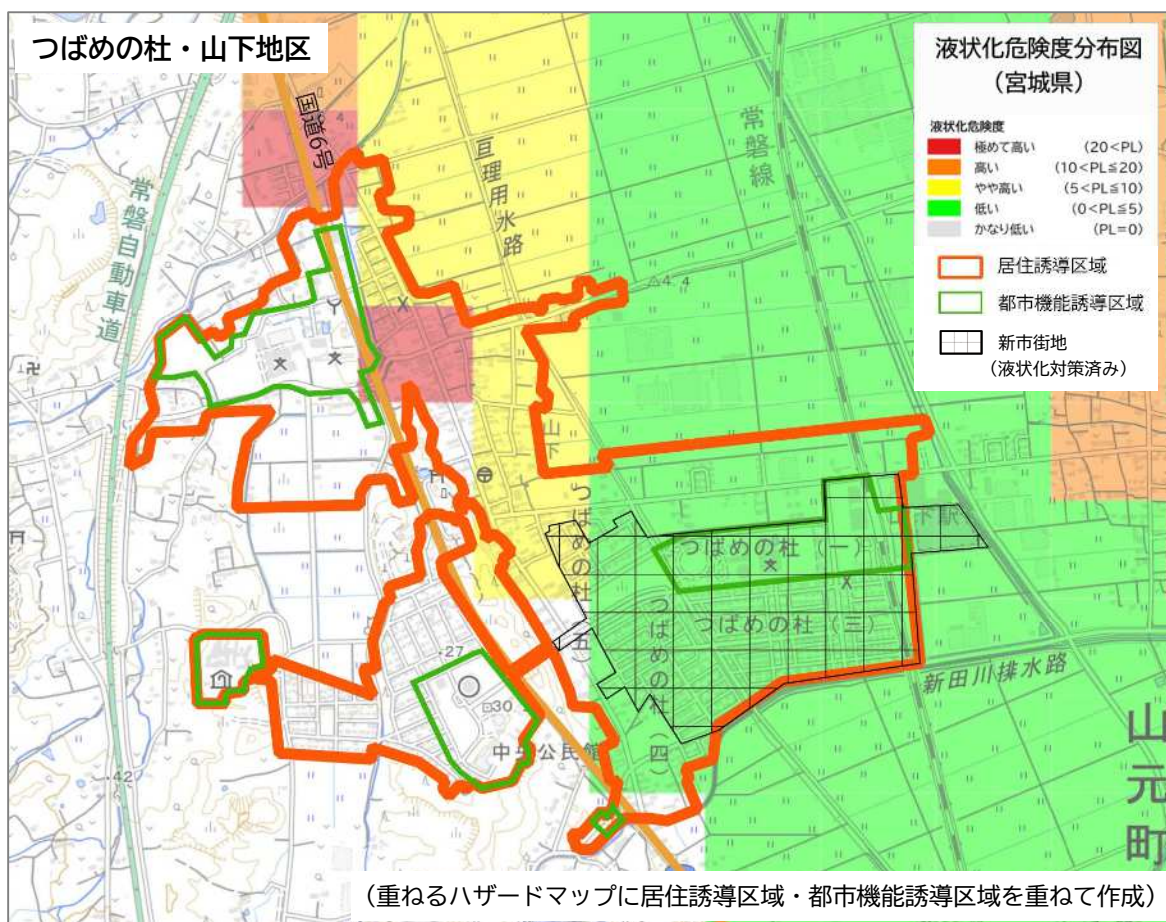 つばめの杜・山下地区
液状化危険度分布図
（宮城県）
液状化危険度
極めて高い （20＜PL）
高い （10＜PL≦20）
やや高い （5＜PL≦10）
低い （0＜PL≦5）
かなり低い （PL=0）
居住誘導区域
都市機能誘導区域
新市街地
（液状化対策済み）
国道6号
亘理用水路
常磐線
常磐自動車道
4.4
山下
つばめの杜（五）
つばめの杜（一）
つばめの杜（三）
つばめの杜（四）
山下駅
新田川排水路
27
30
中央公民館
42
山元町
（重ねるハザードマップに居住誘導区域・都市機能誘導区域を重ねて作成）